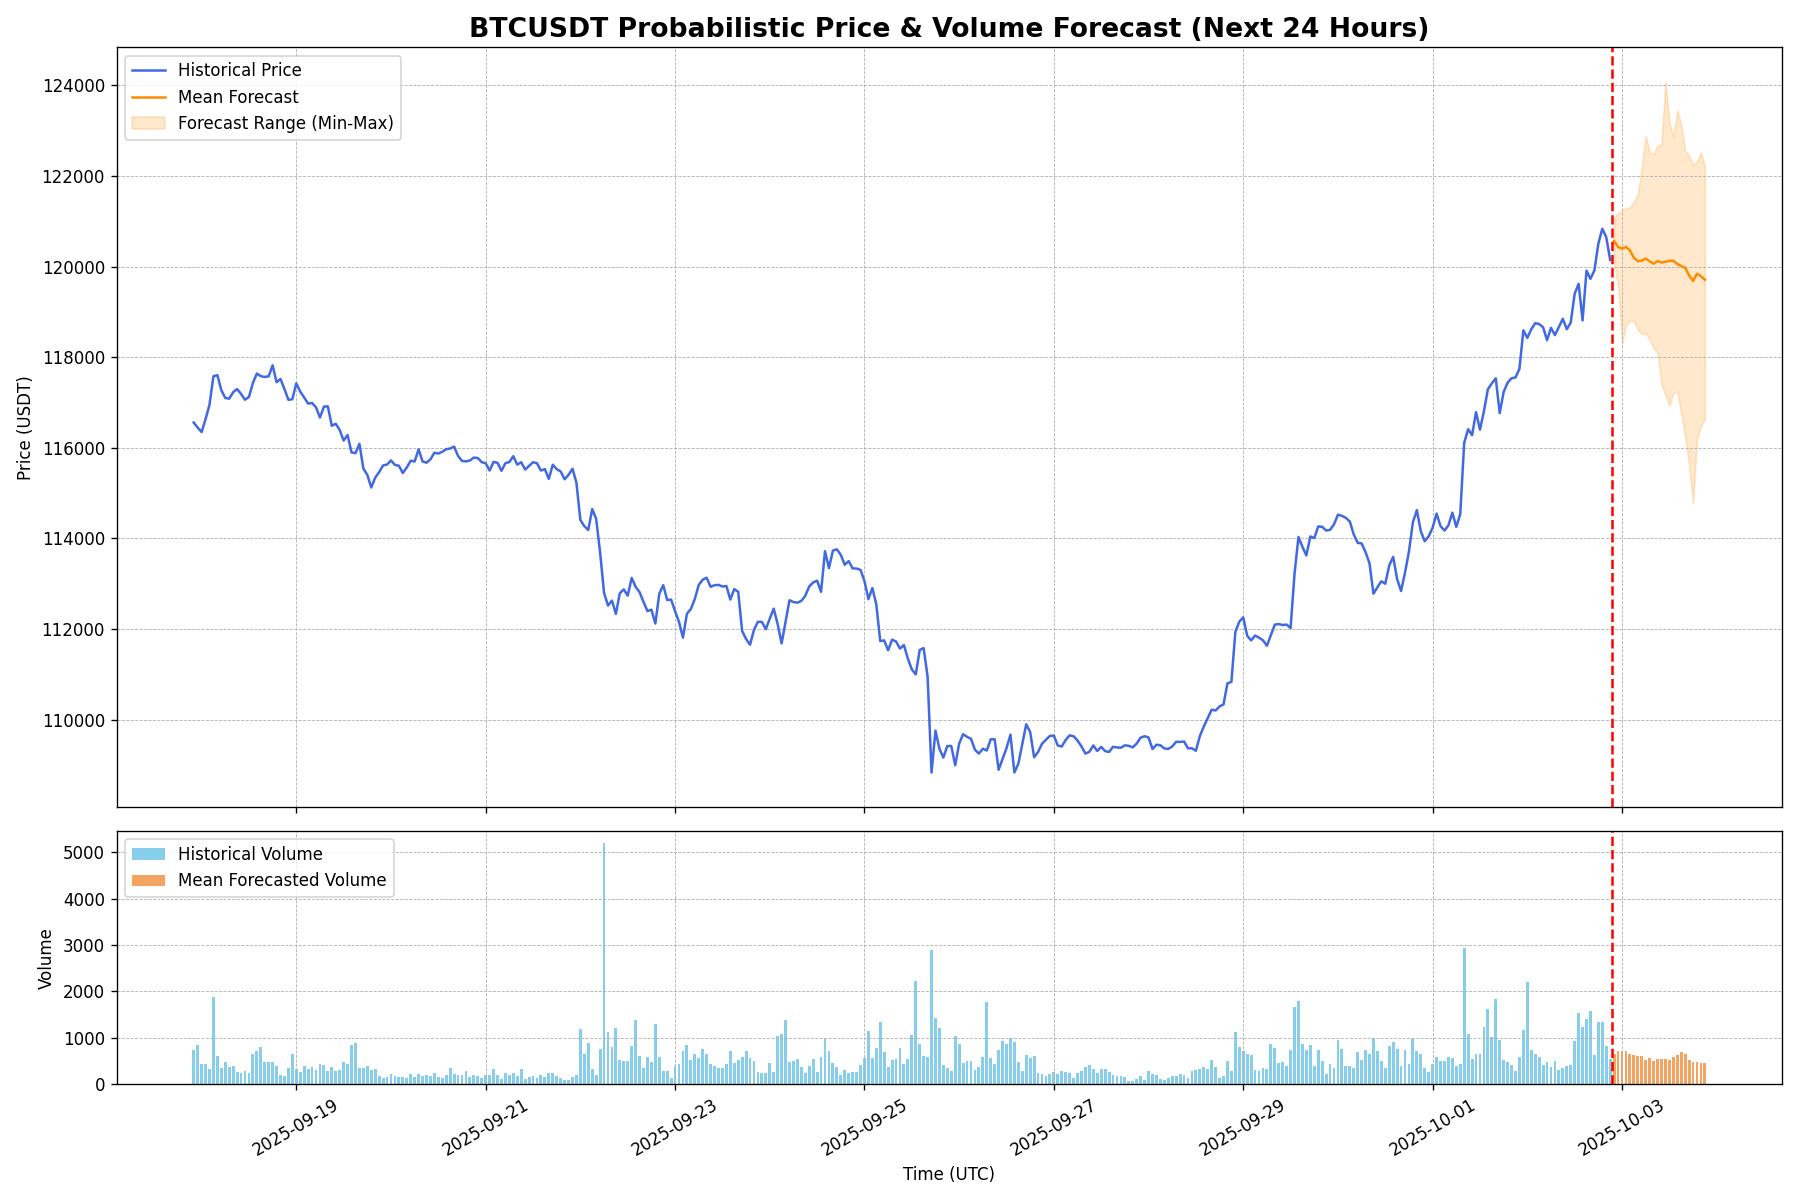 BTCUSDT Probabilistic Price & Volume Forecast (Next 24 Hours)
Historical Price
Mean Forecast
Forecast Range (Min-Max)
124000
122000
120000
118000
116000
114000
112000
110000
Price (USDT)
Historical Volume
Mean Forecasted Volume
5000
4000
3000
2000
1000
0
Volume
2025-09-19
2025-09-21
2025-09-23
2025-09-25
2025-09-27
2025-09-29
2025-10-01
2025-10-03
Time (UTC)